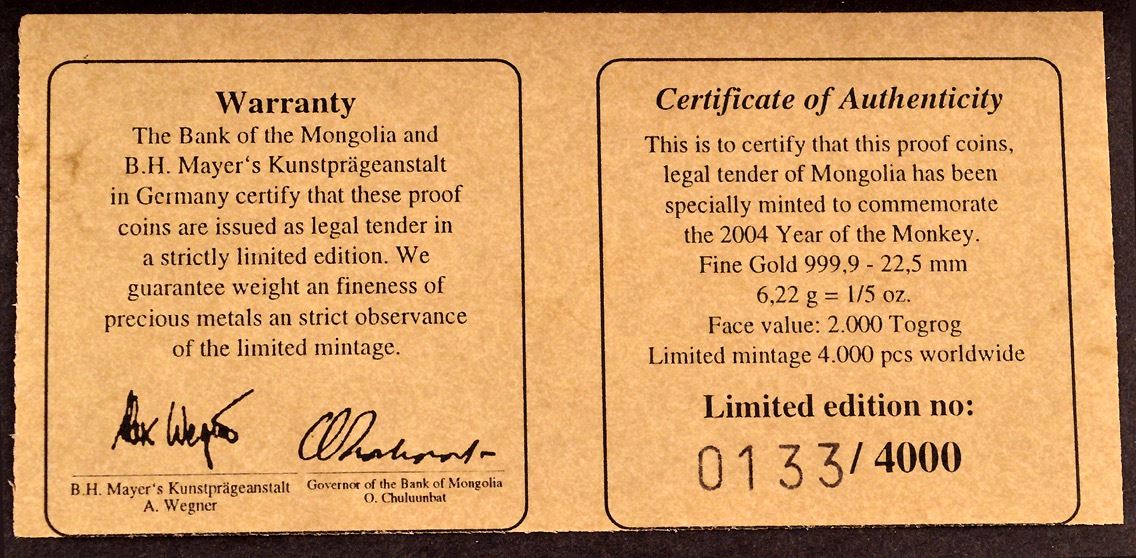 Warranty
The Bank of the Mongolia and
B.H. Mayer's Kunstprägeanstalt
in Germany certify that these proof
coins are issued as legal tender in
a strictly limited edition. We
guarantee weight an fineness of
precious metals an strict observance
of the limited mintage.
B.H. Mayer's Kunstprägeanstalt
A. Wegner
Governor of the Bank of Mongolia
O. Chuluunbat
Certificate of Authenticity
This is to certify that this proof coins,
legal tender of Mongolia has been
specially minted to commemorate
the 2004 Year of the Monkey.
Fine Gold 999,9 - 22,5 mm
6,22 g = 1/5 oz.
Face value: 2.000 Togrog
Limited mintage 4.000 pcs worldwide
Limited edition no:
0133/ 4000